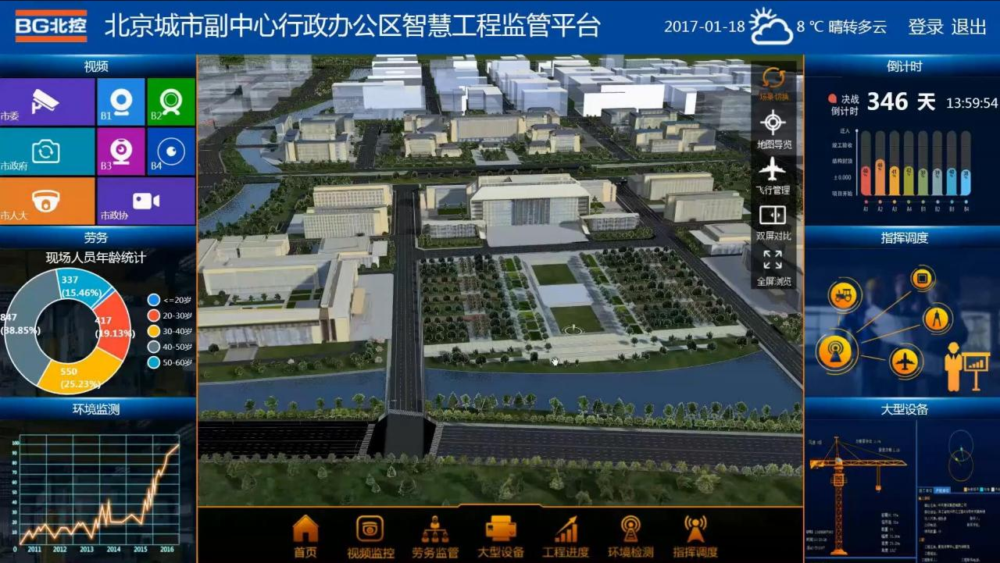 BG北控
北京城市副中心行政办公区智慧工程监管平台
2017-01-18
8 ℃ 晴转多云
登录 退出
视频
市委
B1
B2
市政府
B3
B4
市人大
市政协
劳务
现场人员年龄统计
337
(15.46%)
417
(19.13%)
847
(38.85%)
550
(25.23%)
<=20岁
20-30岁
30-40岁
40-50岁
50-60岁
环境监测
100
90
80
70
60
50
40
30
20
10
0
2011
2012
2013
2014
2015
2016
场景切换
地图导览
飞行管理
双屏对比
全屏浏览
首页
视频监控
劳务监管
大型设备
工程进度
环境检测
指挥调度
倒计时
决战
倒计时
346 天
13:59:54
迁入
竣工验收
结构封顶
±0.000
项目开始
A1
A2
A3
A4
B1
B2
B3
B4
指挥调度
大型设备